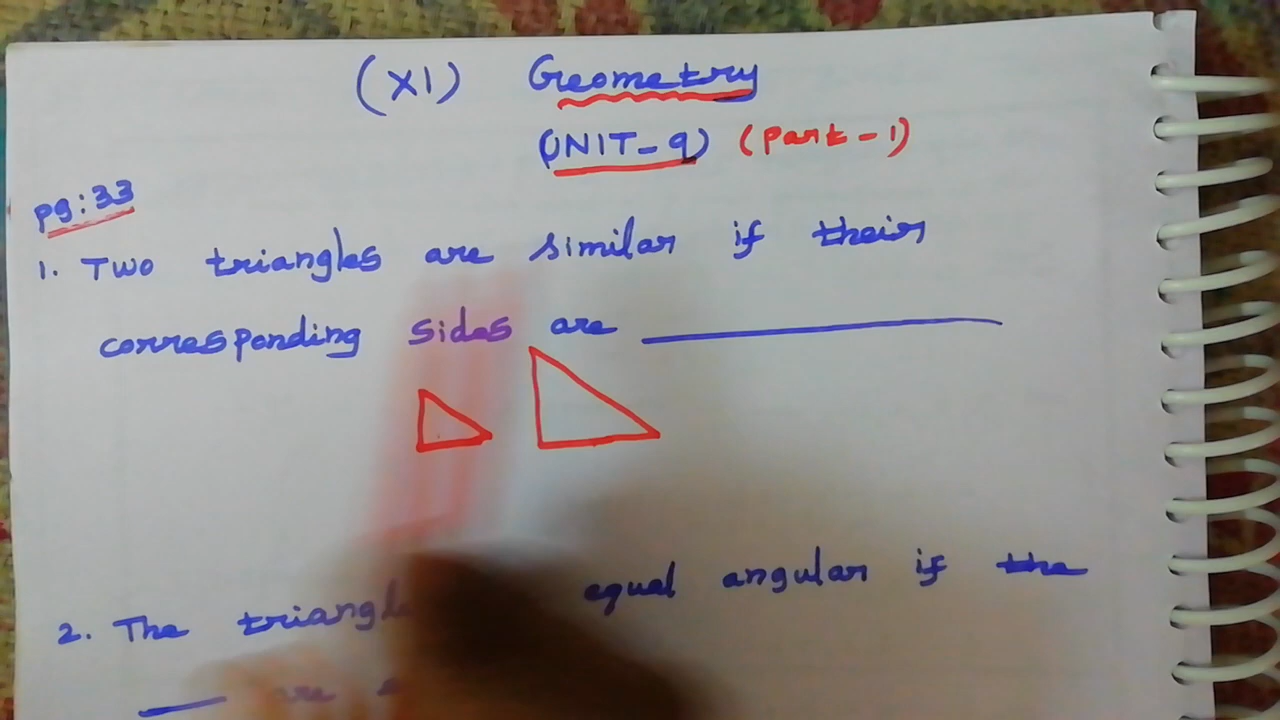 (XI) Geometry
UNIT-9) (Part-1)
pg:33
1. Two triangles are similar if their
corresponding sides are
2. The equal angular if the
are